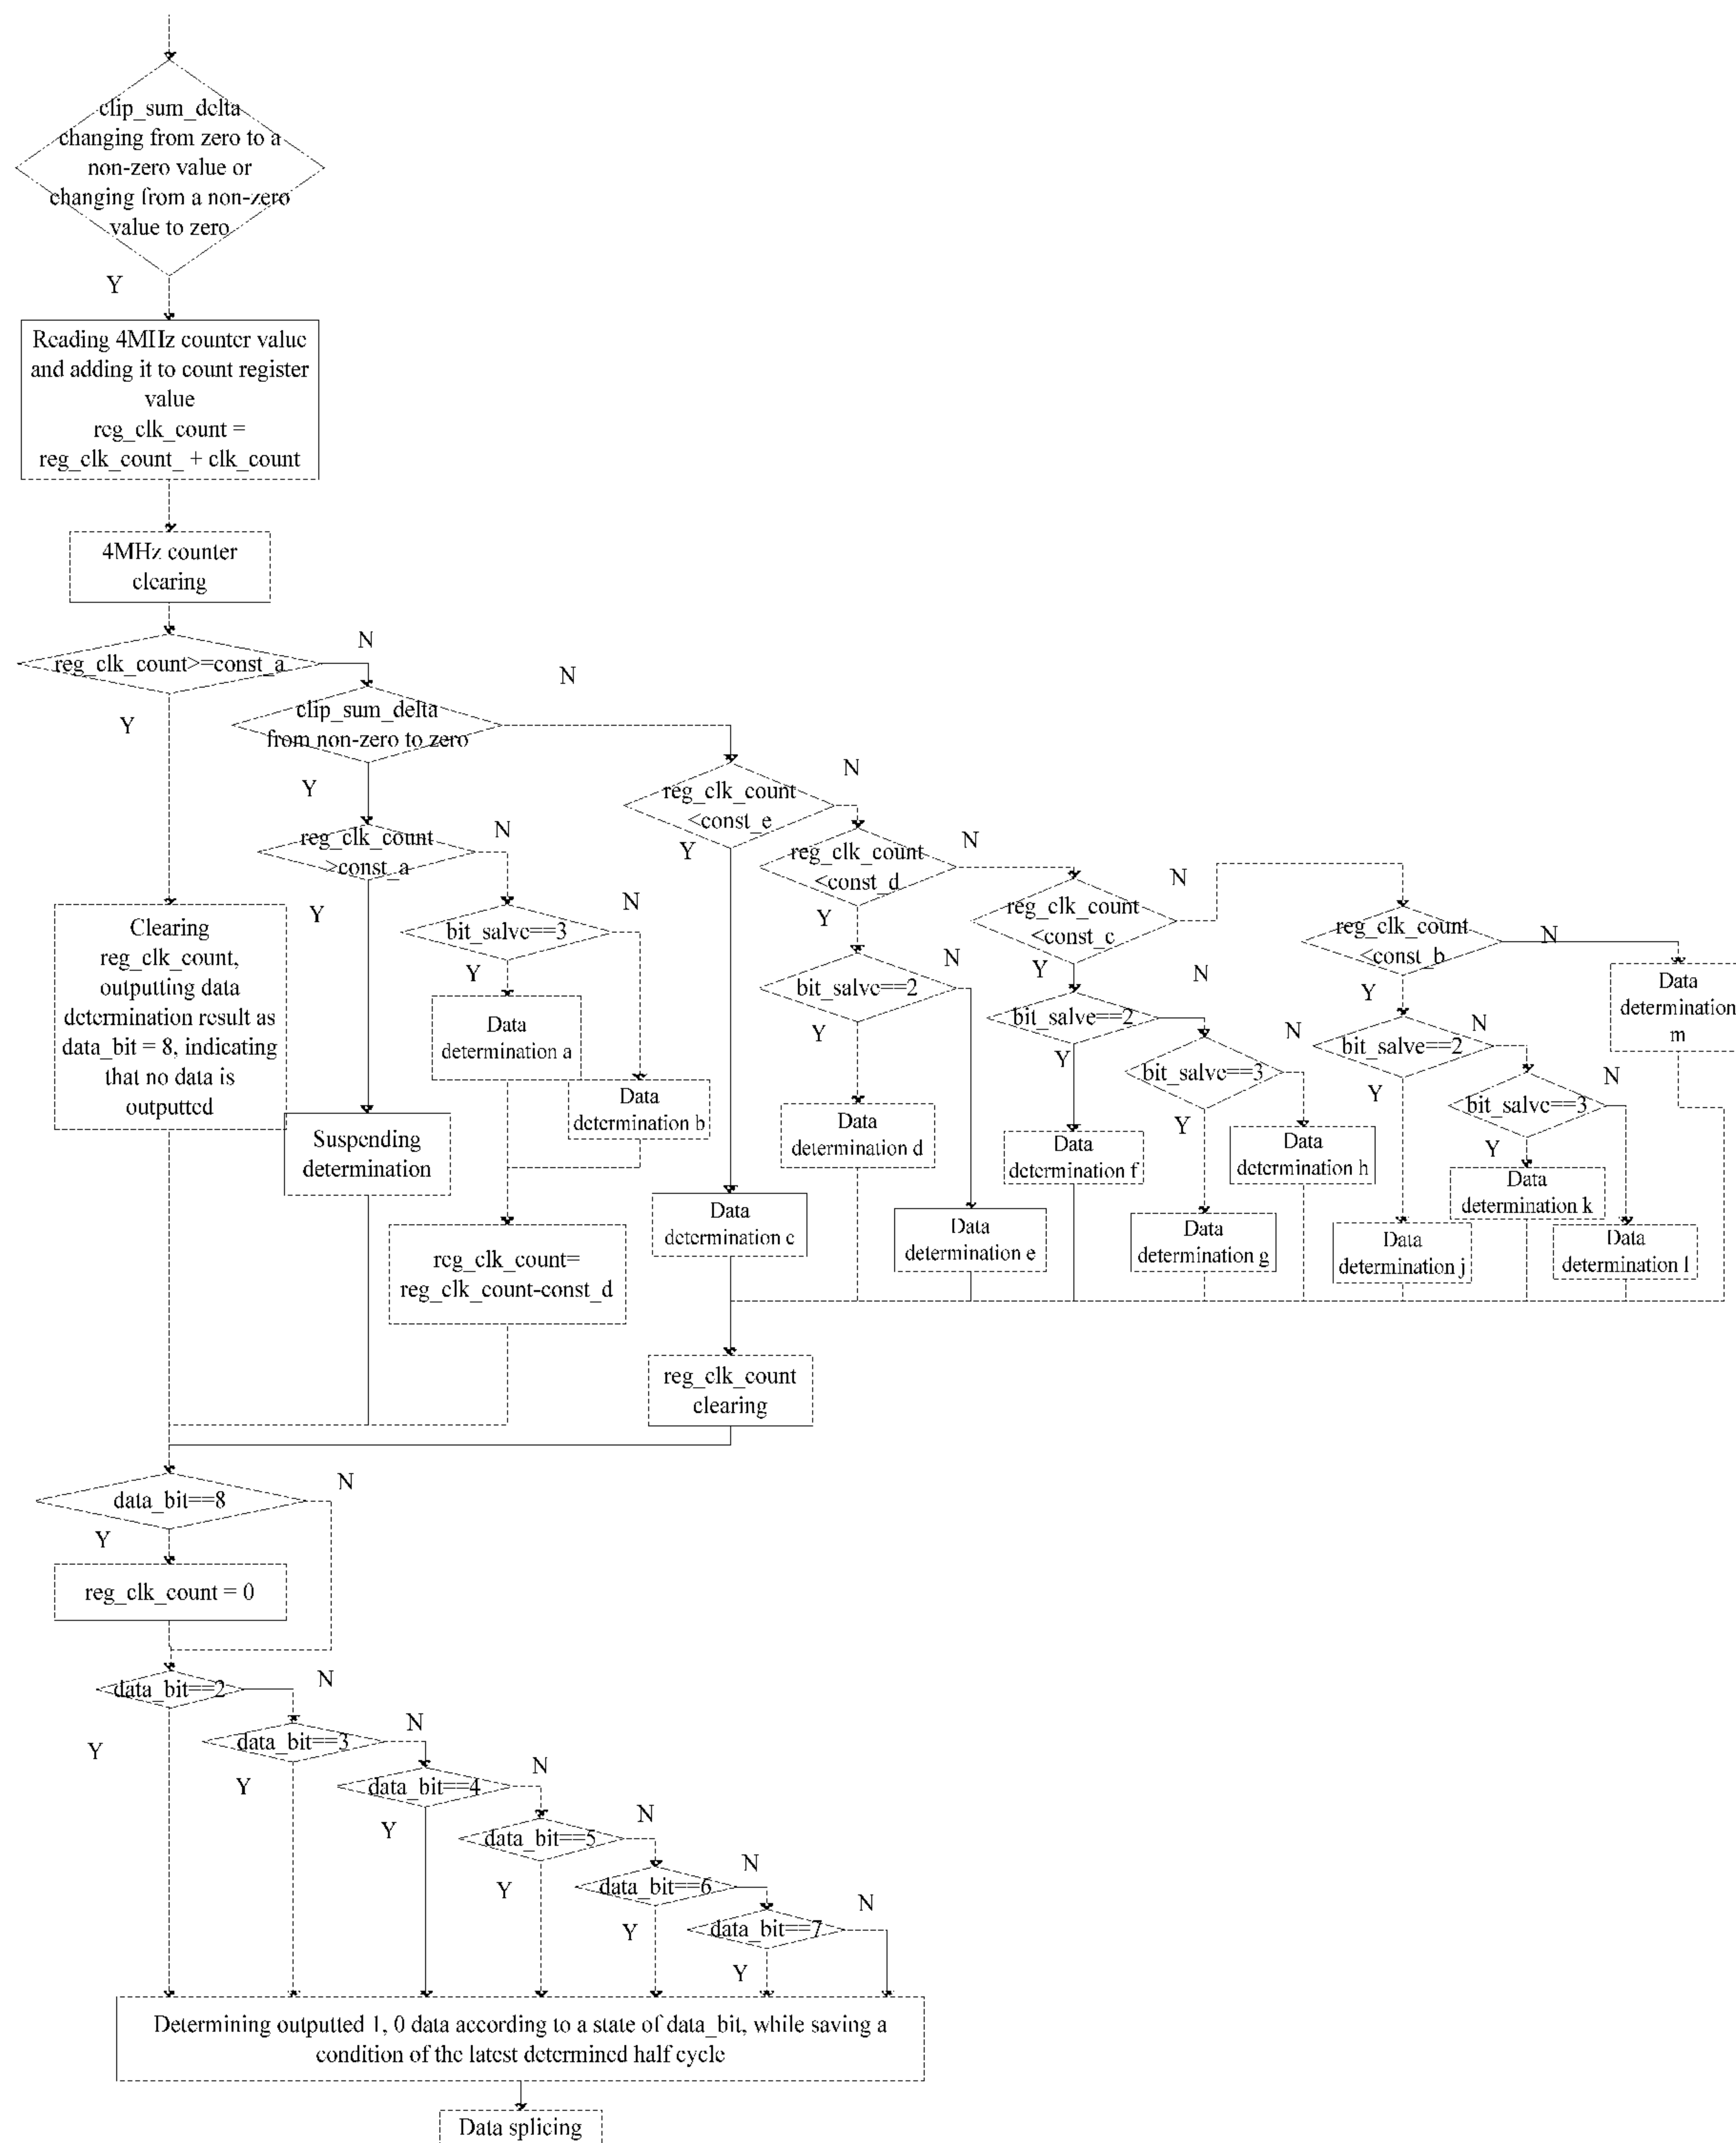 clip_sum_delta
changing from zero to a
non-zero value or
changing from a non-zero
value to zero
Y
Reading 4MHz counter value
and adding it to count register
value
reg_clk_count =
reg_clk_count_ + clk_count
4MHz counter
clearing
reg_clk_count>=const_a
N
Y
clip_sum_delta
from non-zero to zero
N
Y
reg_clk_count
>const_a
N
Y
bit_salve==3
N
Y
Clearing
reg_clk_count,
outputting data
determination result as
data_bit = 8, indicating
that no data is
outputted
Suspending
determination
Data
determination a
Data
determination b
reg_clk_count=
reg_clk_count-const_d
reg_clk_count
<const_e
N
Y
Data
determination c
reg_clk_count
<const_d
N
Y
bit_salve==2
N
Y
Data
determination d
Data
determination e
reg_clk_count
<const_c
N
Y
bit_salve==2
N
Y
Data
determination f
bit_salve==3
N
Y
Data
determination g
Data
determination h
reg_clk_count
<const_b
N
Y
bit_salve==2
N
Y
Data
determination j
bit_salve==3
N
Y
Data
determination k
Data
determination l
Data
determination
m
reg_clk_count
clearing
data_bit==8
N
Y
reg_clk_count = 0
data_bit==2
N
Y
data_bit==3
N
Y
data_bit==4
N
Y
data_bit==5
N
Y
data_bit==6
N
Y
data_bit==7
N
Y
Determining outputted 1, 0 data according to a state of data_bit, while saving a
condition of the latest determined half cycle
Data splicing